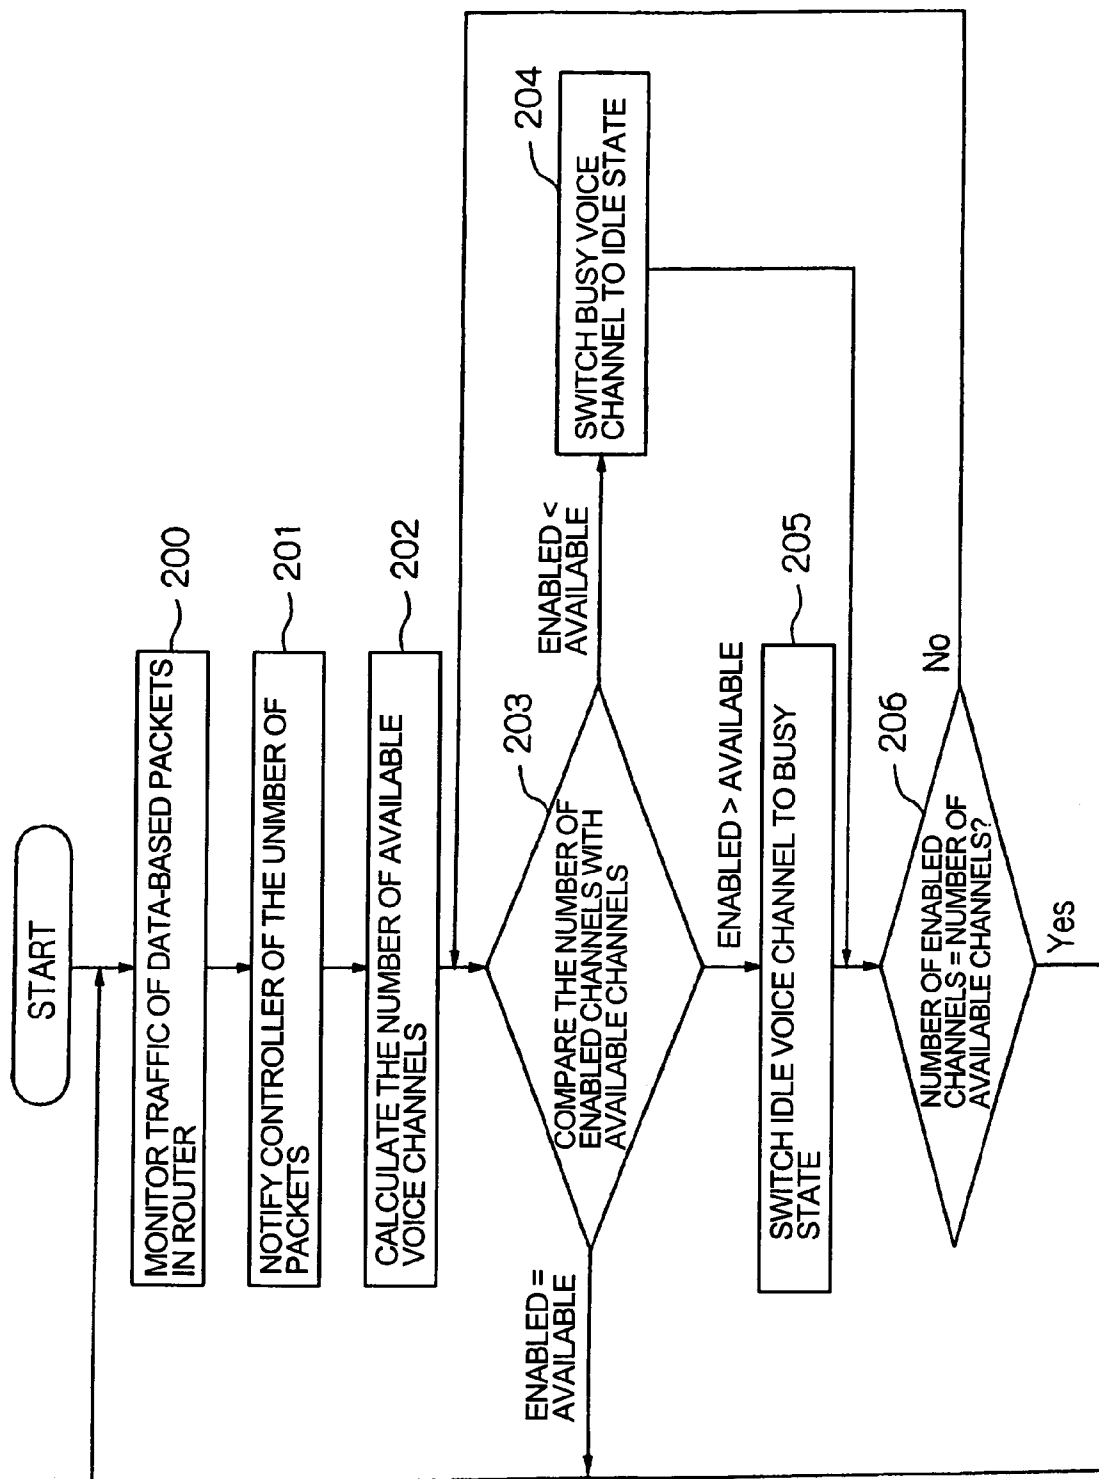 START
MONITOR TRAFFIC OF DATA-BASED PACKETS
IN ROUTER
200
NOTIFY CONTROLLER OF THE UNMBER OF
PACKETS
201
CALCULATE THE NUMBER OF AVAILABLE
VOICE CHANNELS
202
COMPARE THE NUMBER OF
ENABLED CHANNELS WITH
AVAILABLE CHANNELS
203
ENABLED =
AVAILABLE
ENABLED <
AVAILABLE
SWITCH BUSY VOICE
CHANNEL TO IDLE STATE
204
ENABLED > AVAILABLE
SWITCH IDLE VOICE CHANNEL TO BUSY
STATE
205
NUMBER OF ENABLED
CHANNELS = NUMBER OF
AVAILABLE CHANNELS?
206
No
Yes